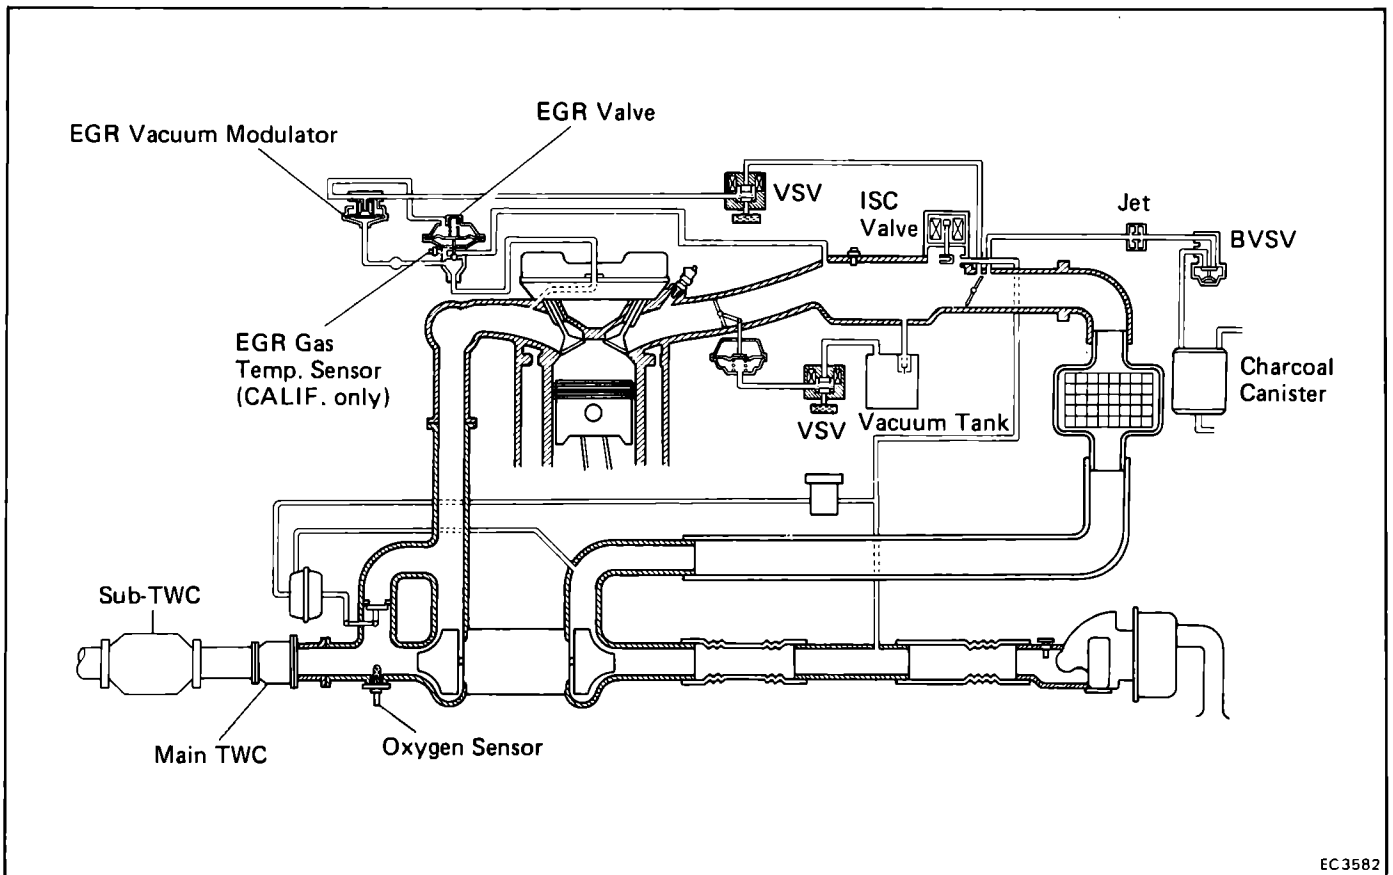 EGR Valve
EGR Vacuum Modulator
VSV
ISC
Valve
Jet
BVSV
EGR Gas
Temp. Sensor
(CALIF. only)
VSV
Vacuum Tank
Charcoal
Canister
Sub-TWC
Main TWC
Oxygen Sensor
EC3582